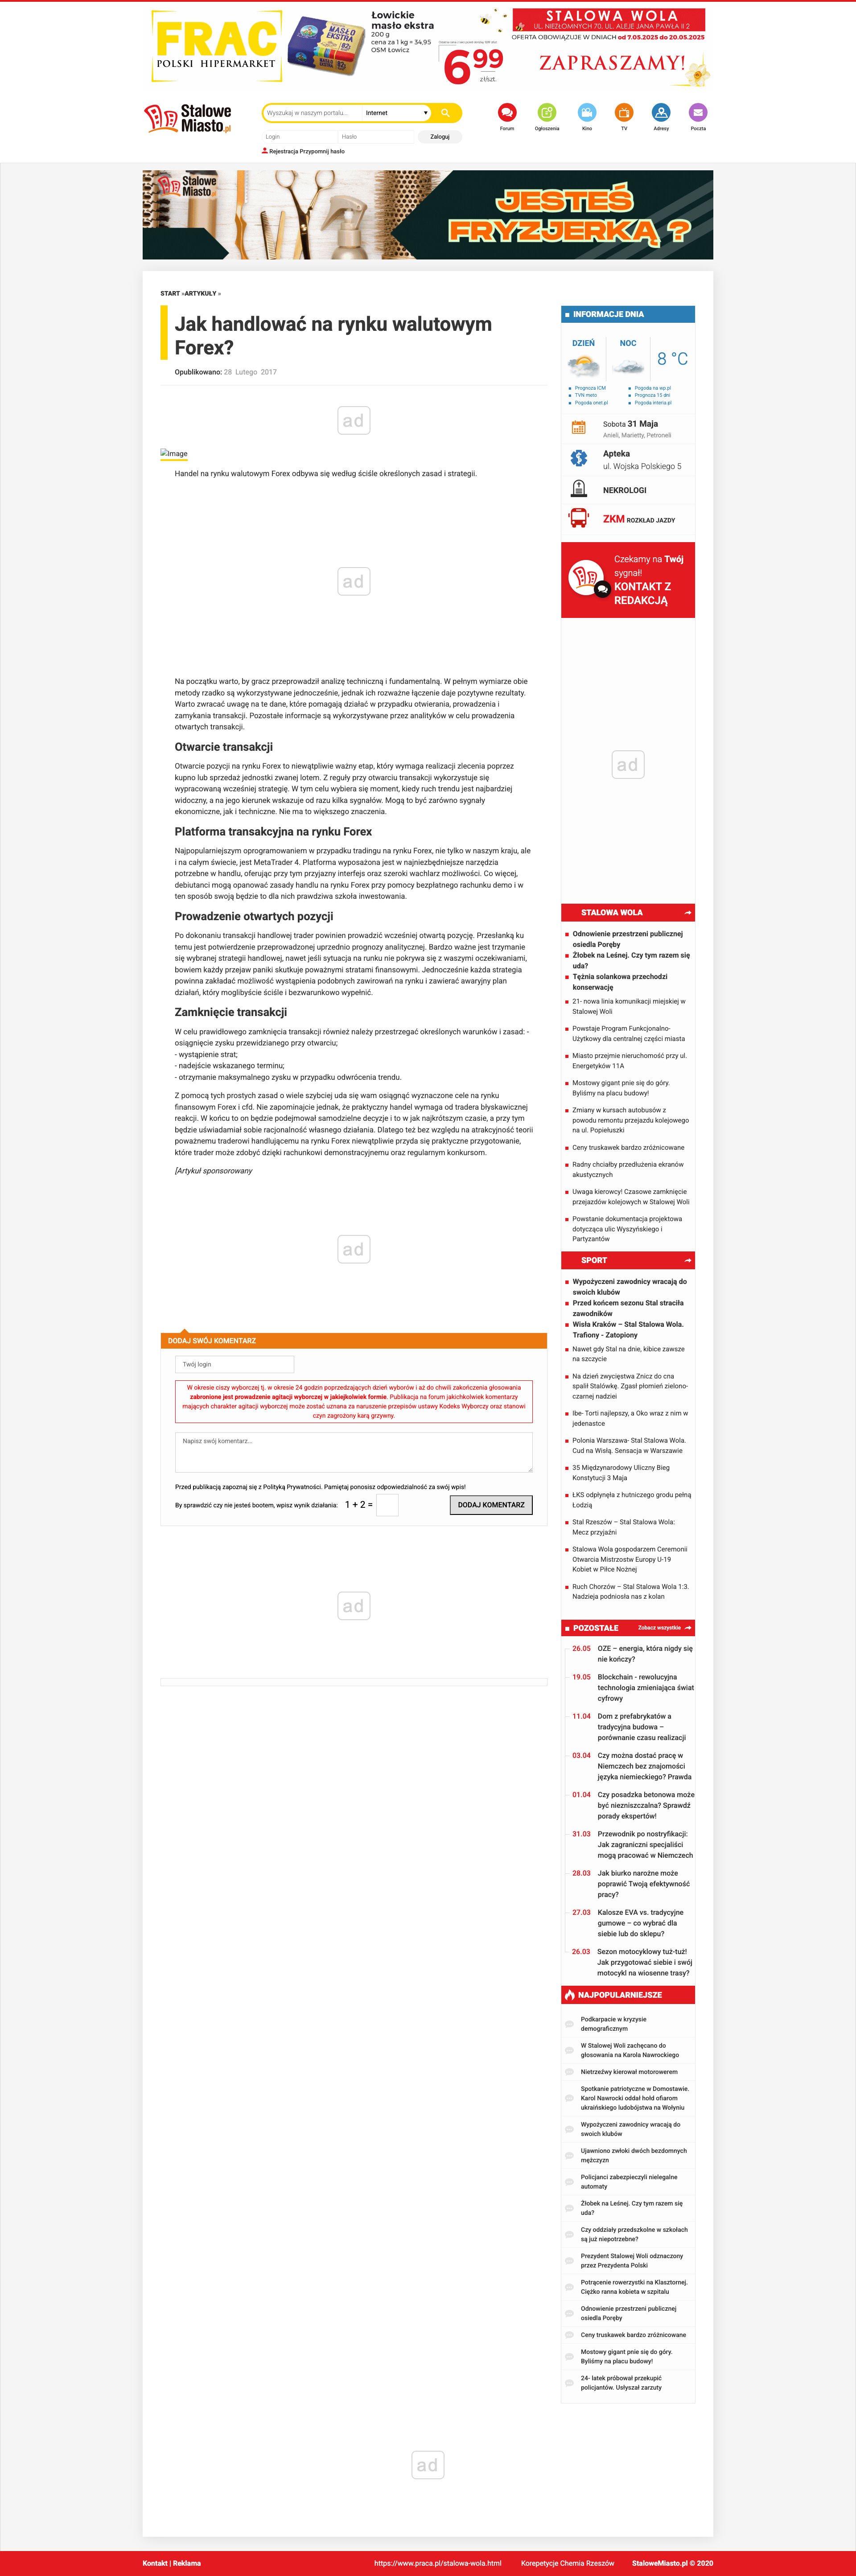 FRAC
POLSKI HIPERMARKET
Łowickie
masło ekstra
200 g
cena za 1 kg = 34,95
OSM Łowicz
6 99
zł/szt.
STALOWA WOLA
UL. NIEZŁOMNYCH 70, UL. ALEJE JANA PAWŁA II 2
OFERTA OBOWIĄZUJE W DNIACH od 7.05.2025 do 20.05.2025
ZAPRASZAMY!
Stalowe
Miasto.pl
Wyszukaj w naszym portalu...
Internet
Login
Hasło
Zaloguj
Rejestracja Przypomnij hasło
Forum
Ogłoszenia
Kino
TV
Adresy
Poczta
Stalowe
Miasto.pl
JESTEŚ
FRYZJERKĄ ?
START »ARTYKUŁY »
Jak handlować na rynku walutowym
Forex?
Opublikowano: 28 Lutego 2017
ad
Image
Handel na rynku walutowym Forex odbywa się według ściśle określonych zasad i strategii.
ad
Na początku warto, by gracz przeprowadził analizę techniczną i fundamentalną. W pełnym wymiarze obie
metody rzadko są wykorzystywane jednocześnie, jednak ich rozważne łączenie daje pozytywne rezultaty.
Warto zwracać uwagę na te dane, które pomagają działać w przypadku otwierania, prowadzenia i
zamykania transakcji. Pozostałe informacje są wykorzystywane przez analityków w celu prowadzenia
otwartych transakcji.
Otwarcie transakcji
Otwarcie pozycji na rynku Forex to niewątpliwie ważny etap, który wymaga realizacji zlecenia poprzez
kupno lub sprzedaż jednostki zwanej lotem. Z reguły przy otwarciu transakcji wykorzystuje się
wypracowaną wcześniej strategię. W tym celu wybiera się moment, kiedy ruch trendu jest najbardziej
widoczny, a na jego kierunek wskazuje od razu kilka sygnałów. Mogą to być zarówno sygnały
ekonomiczne, jak i techniczne. Nie ma to większego znaczenia.
Platforma transakcyjna na rynku Forex
Najpopularniejszym oprogramowaniem w przypadku tradingu na rynku Forex, nie tylko w naszym kraju, ale
i na całym świecie, jest MetaTrader 4. Platforma wyposażona jest w najniezbędniejsze narzędzia
potrzebne w handlu, oferując przy tym przyjazny interfejs oraz szeroki wachlarz możliwości. Co więcej,
debiutanci mogą opanować zasady handlu na rynku Forex przy pomocy bezpłatnego rachunku demo i w
ten sposób swoją będzie to dla nich prawdziwa szkoła inwestowania.
Prowadzenie otwartych pozycji
Po dokonaniu transakcji handlowej trader powinien prowadzić wcześniej otwartą pozycję. Przesłanką ku
temu jest potwierdzenie przeprowadzonej uprzednio prognozy analitycznej. Bardzo ważne jest trzymanie
się wybranej strategii handlowej, nawet jeśli sytuacja na runku nie pokrywa się z waszymi oczekiwaniami,
bowiem każdy przejaw paniki skutkuje poważnymi stratami finansowymi. Jednocześnie każda strategia
powinna zakładać możliwość wystąpienia podobnych zawirowań na rynku i zawierać awaryjny plan
działań, który mogliby​ście ściśle i bezwarunkowo wypełnić.
Zamknięcie transakcji
W celu prawidłowego zamknięcia transakcji również należy przestrzegać określonych warunków i zasad: -
osiągnięcie zysku przewidzianego przy otwarciu;
- wystąpienie strat;
- nadejście wskazanego terminu;
- otrzymanie maksymalnego zysku w przypadku odwrócenia trendu.
Z pomocą tych prostych zasad o wiele szybciej uda się wam osiągnąć wyznaczone cele na rynku
finansowym Forex i cfd. Nie zapominajcie jednak, że praktyczny handel wymaga od tradera błyskawicznej
reakcji. W końcu to on będzie podejmował samodzielne decyzje i to w jak najkrótszym czasie, a przy tym
będzie uświadamiał sobie racjonalność własnego działania. Dlatego też bez względu na atrakcyjność teorii
poważnemu traderowi handlującemu na rynku Forex niewątpliwie przyda się praktyczne przygotowanie,
które trader może zdobyć dzięki rachunkowi demonstracyjnemu oraz regularnym konkursom.
[Artykuł sponsorowany
ad
DODAJ SWÓJ KOMENTARZ
Twój login
W okresie ciszy wyborczej tj. w okresie 24 godzin poprzedzających dzień wyborów i aż do chwili zakończenia głosowania
zabronione jest prowadzenie agitacji wyborczej w jakiejkolwiek formie. Publikacja na forum jakichkolwiek komentarzy
mających charakter agitacji wyborczej może zostać uznana za naruszenie przepisów ustawy Kodeks Wyborczy oraz stanowi
czyn zagrożony karą grzywny.
Napisz swój komentarz...
Przed publikacją zapoznaj się z Polityką Prywatności. Pamiętaj ponosisz odpowiedzialność za swój wpis!
By sprawdzić czy nie jesteś bootem, wpisz wynik działania: 1 + 2 =
DODAJ KOMENTARZ
ad
INFORMACJE DNIA
DZIEŃ
NOC
8 °C
Prognoza ICM
Pogoda na wp.pl
TVN meto
Prognoza 15 dni
Pogoda onet.pl
Pogoda interia.pl
Sobota 31 Maja
Anieli, Marietty, Petroneli
Apteka
ul. Wojska Polskiego 5
NEKROLOGI
ZKM ROZKŁAD JAZDY
Czekamy na Twój
sygnał!
KONTAKT Z
REDAKCJĄ
ad
STALOWA WOLA
Odnowienie przestrzeni publicznej
osiedla Poręby
Żłobek na Leśnej. Czy tym razem się
uda?
Tężnia solankowa przechodzi
konserwację
21- nowa linia komunikacji miejskiej w
Stalowej Woli
Powstaje Program Funkcjonalno-
Użytkowy dla centralnej części miasta
Miasto przejmie nieruchomość przy ul.
Energetyków 11A
Mostowy gigant pnie się do góry.
Byliśmy na placu budowy!
Zmiany w kursach autobusów z
powodu remontu przejazdu kolejowego
na ul. Popiełuszki
Ceny truskawek bardzo zróżnicowane
Radny chciałby przedłużenia ekranów
akustycznych
Uwaga kierowcy! Czasowe zamknięcie
przejazdów kolejowych w Stalowej Woli
Powstanie dokumentacja projektowa
dotycząca ulic Wyszyńskiego i
Partyzantów
SPORT
Wypożyczeni zawodnicy wracają do
swoich klubów
Przed końcem sezonu Stal straciła
zawodników
Wisła Kraków – Stal Stalowa Wola.
Trafiony - Zatopiony
Nawet gdy Stal na dnie, kibice zawsze
na szczycie
Na dzień zwycięstwa Znicz do cna
spalił Stalówkę. Zgasł płomień zielono-
czarnej nadziei
Ibe- Torti najlepszy, a Oko wraz z nim w
jedenastce
Polonia Warszawa- Stal Stalowa Wola.
Cud na Wisłą. Sensacja w Warszawie
35 Międzynarodowy Uliczny Bieg
Konstytucji 3 Maja
ŁKS odpłynęła z hutniczego grodu pełną
Łodzią
Stal Rzeszów – Stal Stalowa Wola:
Mecz przyjaźni
Stalowa Wola gospodarzem Ceremonii
Otwarcia Mistrzostw Europy U-19
Kobiet w Piłce Nożnej
Ruch Chorzów – Stal Stalowa Wola 1:3.
Nadzieja podniosła nas z kolan
POZOSTAŁE
Zobacz wszystkie
26.05 OZE – energia, która nigdy się
nie kończy?
19.05 Blockchain - rewolucyjna
technologia zmieniająca świat
cyfrowy
11.04 Dom z prefabrykatów a
tradycyjna budowa –
porównanie czasu realizacji
03.04 Czy można dostać pracę w
Niemczech bez znajomości
języka niemieckiego? Prawda
01.04 Czy posadzka betonowa może
być niezniszczalna? Sprawdź
porady ekspertów!
31.03 Przewodnik po nostryfikacji:
Jak zagraniczni specjaliści
mogą pracować w Niemczech
28.03 Jak biurko narożne może
poprawić Twoją efektywność
pracy?
27.03 Kalosze EVA vs. tradycyjne
gumowe – co wybrać dla
siebie lub do sklepu?
26.03 Sezon motocyklowy tuż-tuż!
Jak przygotować siebie i swój
motocykl na wiosenne trasy?
NAJPOPULARNIEJSZE
Podkarpacie w kryzysie
demograficznym
W Stalowej Woli zachęcano do
głosowania na Karola Nawrockiego
Nietrzeźwy kierował motorowerem
Spotkanie patriotyczne w Domostawie.
Karol Nawrocki oddał hołd ofiarom
ukraińskiego ludobójstwa na Wołyniu
Wypożyczeni zawodnicy wracają do
swoich klubów
Ujawniono zwłoki dwóch bezdomnych
mężczyzn
Policjanci zabezpieczyli nielegalne
automaty
Żłobek na Leśnej. Czy tym razem się
uda?
Czy oddziały przedszkolne w szkołach
są już niepotrzebne?
Prezydent Stalowej Woli odznaczony
przez Prezydenta Polski
Potrącenie rowerzystki na Klasztornej.
Ciężko ranna kobieta w szpitalu
Odnowienie przestrzeni publicznej
osiedla Poręby
Ceny truskawek bardzo zróżnicowane
Mostowy gigant pnie się do góry.
Byliśmy na placu budowy!
24- latek próbował przekupić
policjantów. Usłyszał zarzuty
ad
Kontakt | Reklama
https://www.praca.pl/stalowa-wola.html
Korepetycje Chemia Rzeszów
StaloweMiasto.pl © 2020